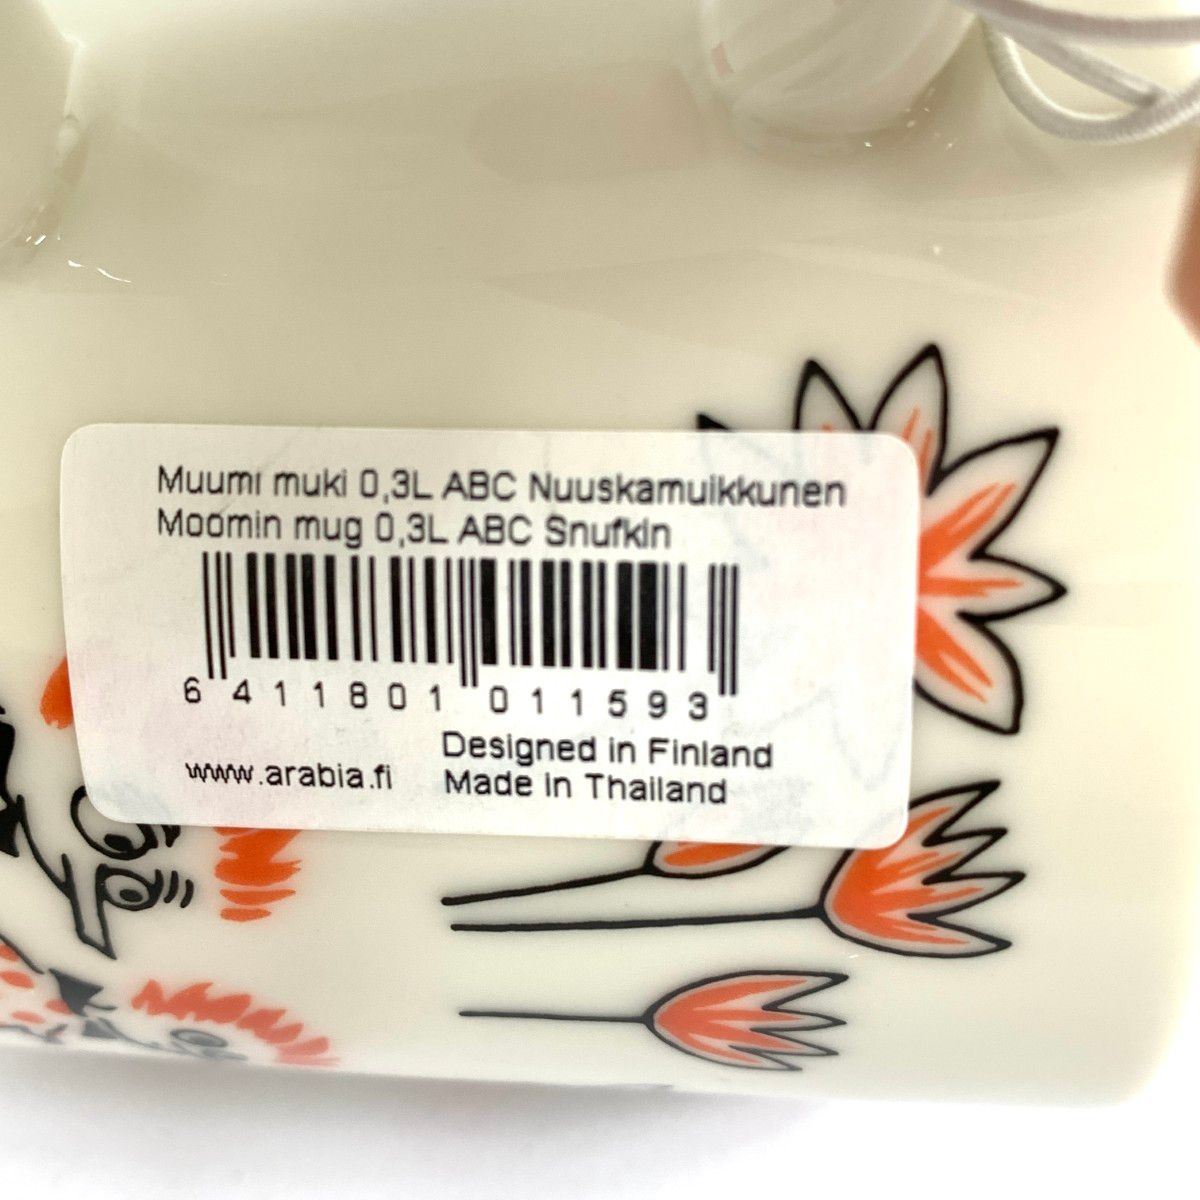 Muumi muki 0,3L ABC Nuuskamuikkunen
Moomin mug 0,3L ABC Snufkin
6 411801 011593
Designed in Finland
www.arabia.fi Made in Thailand